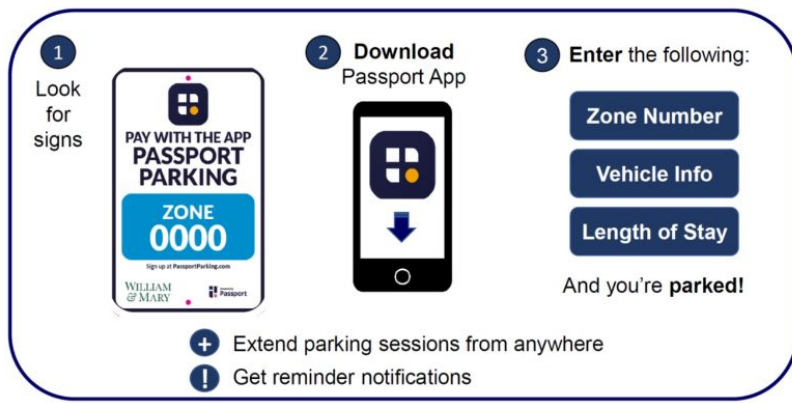 1
Look
for
signs
PAY WITH THE APP
PASSPORT
PARKING
ZONE
0000
Sign up at PassportParking.com
WILLIAM
& MARY
Passport
2 Download
Passport App
3 Enter the following:
Zone Number
Vehicle Info
Length of Stay
And you're parked!
+ Extend parking sessions from anywhere
! Get reminder notifications